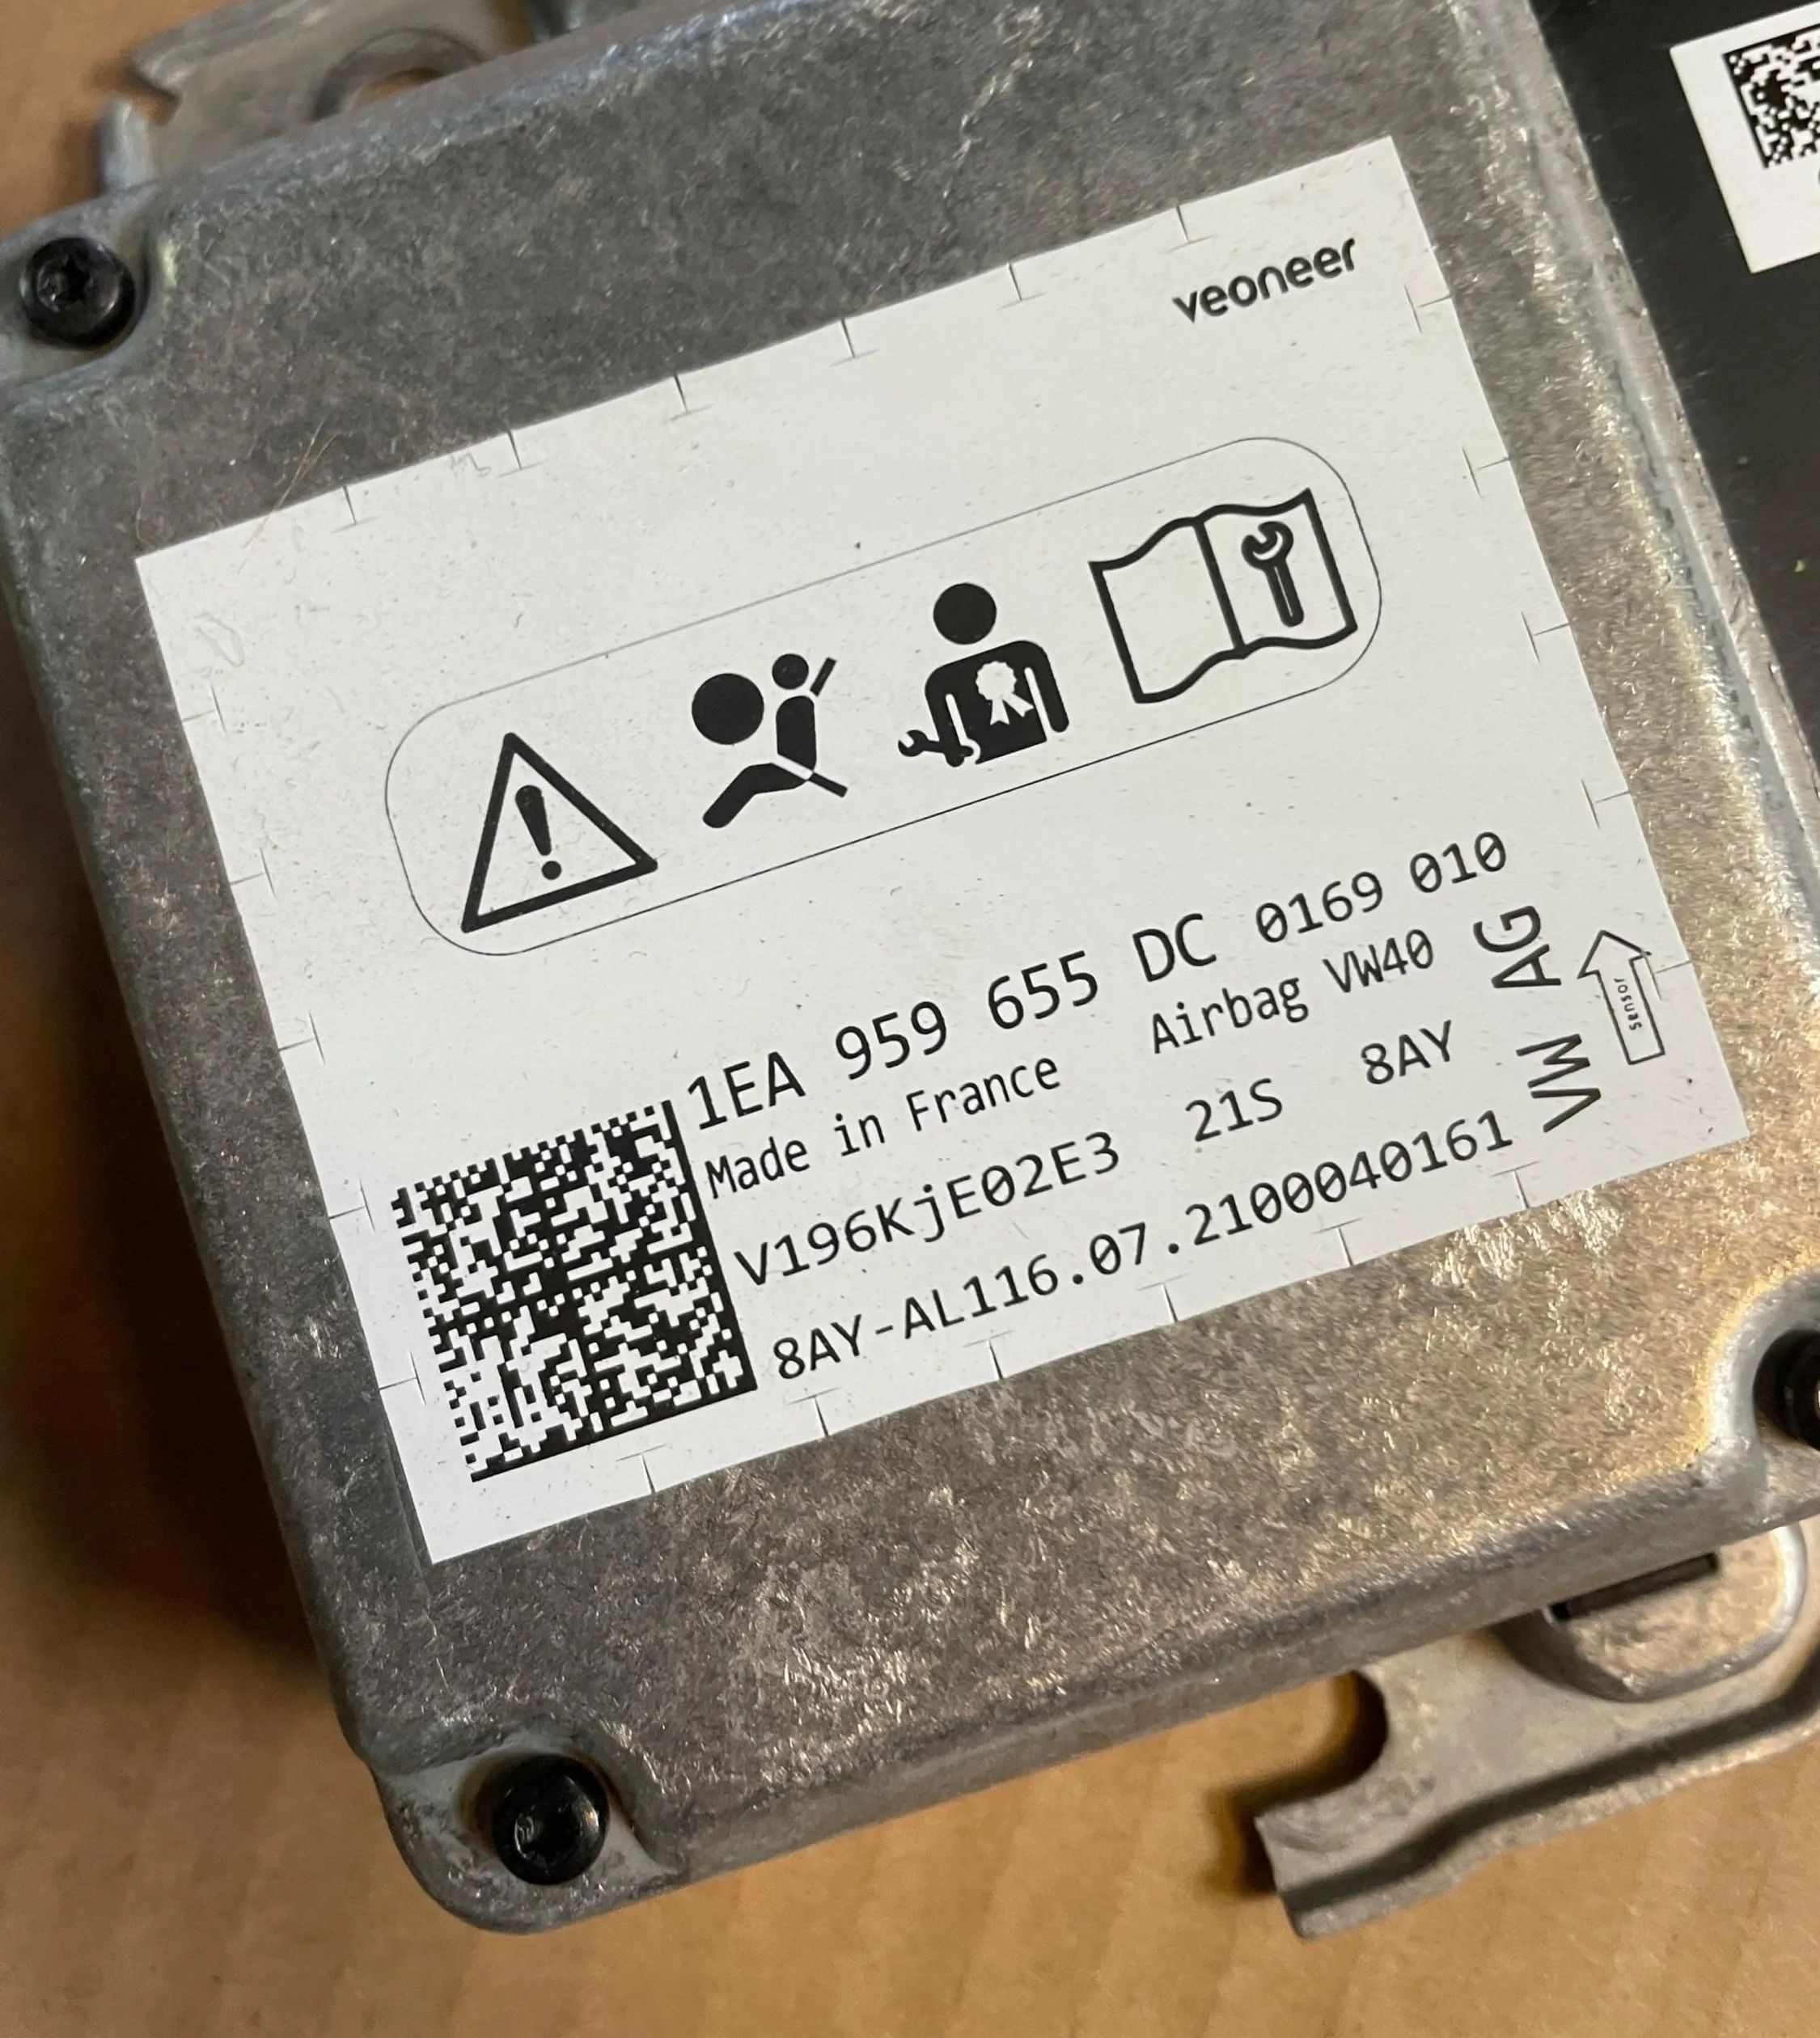 veoneer
1EA 959 655 DC 0169 010
Made in France Airbag VW40
V196KjE02E3 21S 8AY
8AY-AL116.07.2100040161
VW AG
Sensor